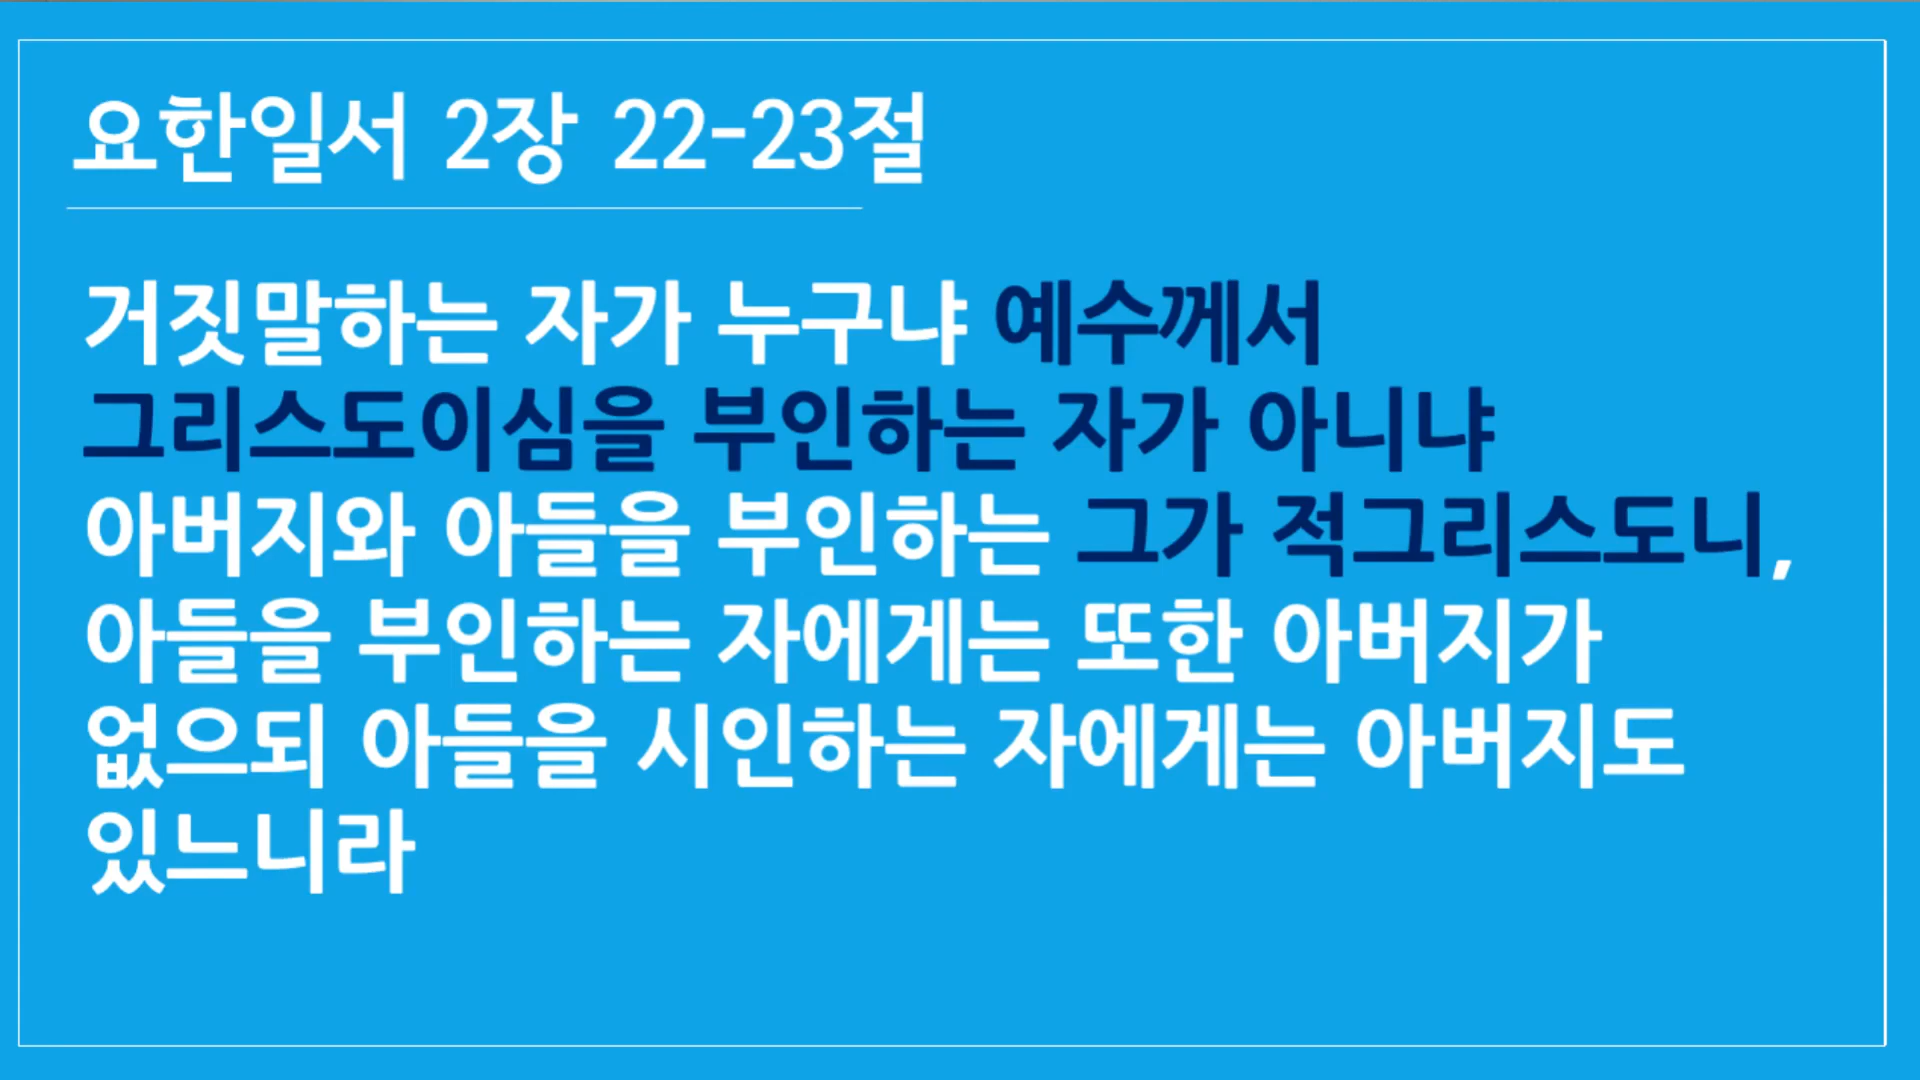 요한일서 2장 22-23절
거짓말하는 자가 누구냐 예수께서
그리스도이심을 부인하는 자가 아니냐
아버지와 아들을 부인하는 그가 적그리스도니,
아들을 부인하는 자에게는 또한 아버지가
없으되 아들을 시인하는 자에게는 아버지도
있느니라